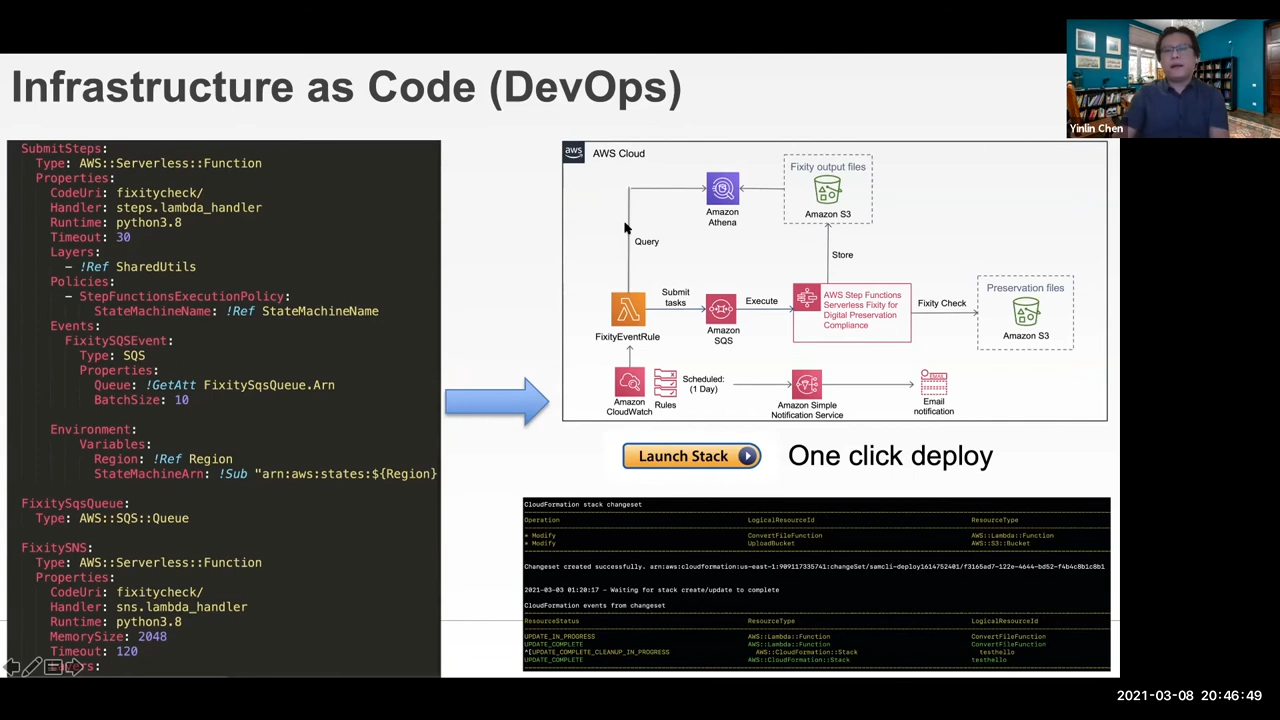 Infrastructure as Code (DevOps)
Yinlin Chen
SubmitSteps:
Type: AWS::Serverless::Function
Properties:
CodeUri: fixitycheck/
Handler: steps.lambda_handler
Runtime: python3.8
Timeout: 30
Layers:
- !Ref SharedUtils
Policies:
- StepFunctionsExecutionPolicy:
StateMachineName: !Ref StateMachineName
Events:
FixitySQSEvent:
Type: SQS
Properties:
Queue: !GetAtt FixitySqsQueue.Arn
BatchSize: 10
Environment:
Variables:
Region: !Ref Region
StateMachineArn: !Sub "arn:aws:states:${Region}
FixitySqsQueue:
Type: AWS::SQS::Queue
FixitySNS:
Type: AWS::Serverless::Function
Properties:
CodeUri: fixitycheck/
Handler: sns.lambda_handler
Runtime: python3.8
MemorySize: 2048
Timeout: 120
aws
AWS Cloud
Fixity output files
Amazon S3
Amazon
Athena
Query
Store
Submit
tasks
Execute
FixityEventRule
Amazon
SQS
AWS Step Functions
Serverless Fixity for
Digital Preservation
Compliance
Fixity Check
Preservation files
Amazon S3
Amazon
CloudWatch
Rules
Scheduled:
(1 Day)
Amazon Simple
Notification Service
EMAIL
Email
notification
Launch Stack
One click deploy
CloudFormation stack changeset
Operation LogicalResourceId ResourceType
* Modify ConvertFileFunction AWS::Lambda::Function
* Modify UploadBucket AWS::S3::Bucket
Changeset created successfully. arn:aws:cloudformation:us-east-1:909117335741:changeSet/samcli-deploy1614752401/f3165ad7-122e-4644-bd52-f4b4c8b1c8b1
2021-03-03 01:20:17 - Waiting for stack create/update to complete
CloudFormation events from changeset
ResourceStatus ResourceType LogicalResourceId
UPDATE_IN_PROGRESS AWS::Lambda::Function ConvertFileFunction
UPDATE_COMPLETE AWS::Lambda::Function ConvertFileFunction
^[UPDATE_COMPLETE_CLEANUP_IN_PROGRESS AWS::CloudFormation::Stack testhello
UPDATE_COMPLETE AWS::CloudFormation::Stack testhello
2021-03-08 20:46:49